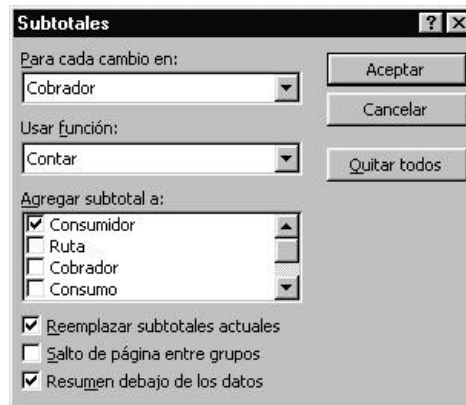 Subtotales
Para cada cambio en:
Cobrador
Usar función:
Contar
Agregar subtotal a:
Consumidor
Ruta
Cobrador
Consumo
Reemplazar subtotales actuales
Salto de página entre grupos
Resumen debajo de los datos
Aceptar
Cancelar
Quitar todos